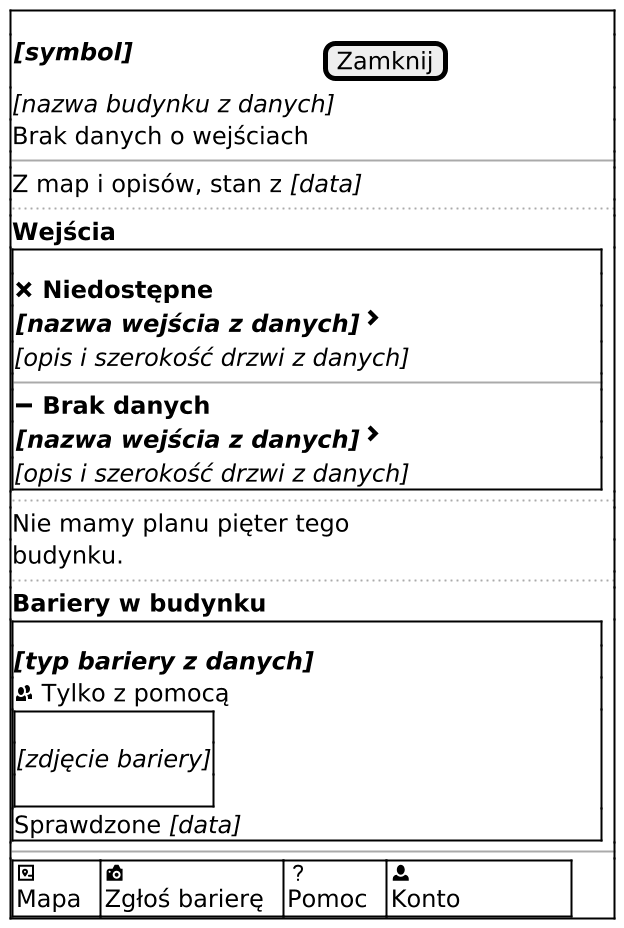 [symbol]
Zamknij
[nazwa budynku z danych]
Brak danych o wejściach
Z map i opisów, stan z [data]
Wejścia
× Niedostępne
[nazwa wejścia z danych] ›
[opis i szerokość drzwi z danych]
− Brak danych
[nazwa wejścia z danych] ›
[opis i szerokość drzwi z danych]
Nie mamy planu pięter tego
budynku.
Bariery w budynku
[typ bariery z danych]
Tylko z pomocą
[zdjęcie bariery]
Sprawdzone [data]
?
Mapa Zgłoś barierę Pomoc Konto